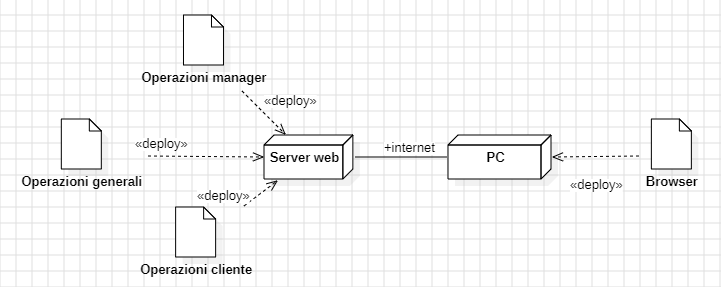 Operazioni manager
«deploy»
«deploy»
Operazioni generali
Server web
+internet
PC
«deploy»
Browser
«deploy»
Operazioni cliente